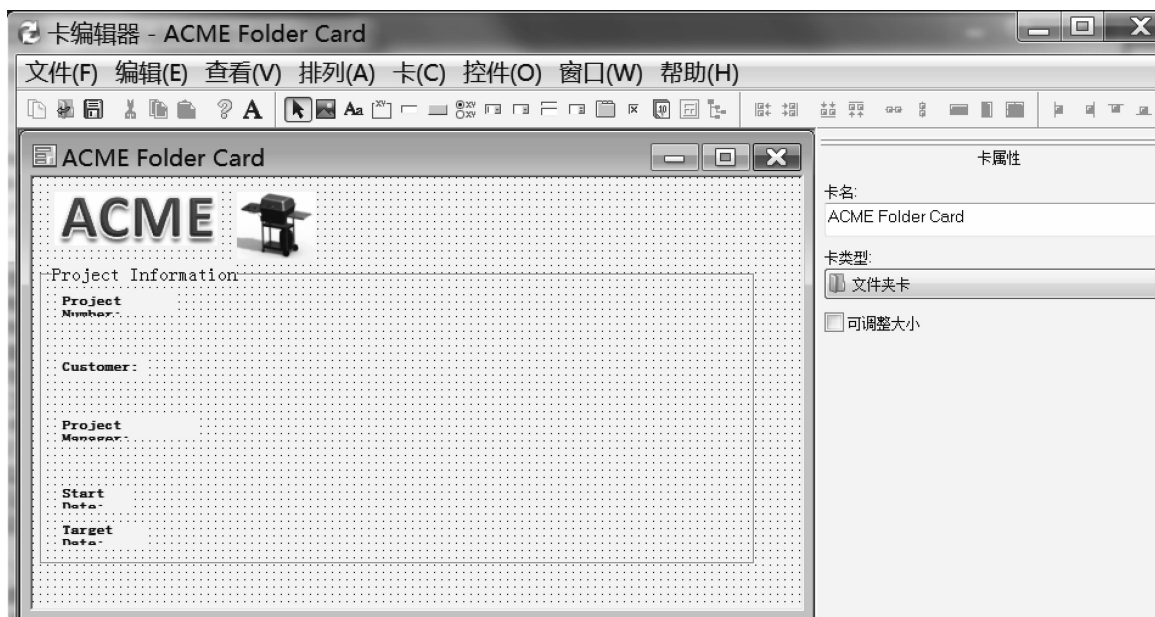 卡编辑器 - ACME Folder Card
文件(F) 编辑(E) 查看(V) 排列(A) 卡(C) 控件(O) 窗口(W) 帮助(H)
ACME Folder Card
ACME
Project Information
Project
Number:
Customer:
Project
Manager:
Start
Date:
Target
Date:
卡属性
卡名:
ACME Folder Card
卡类型:
文件夹卡
可调整大小